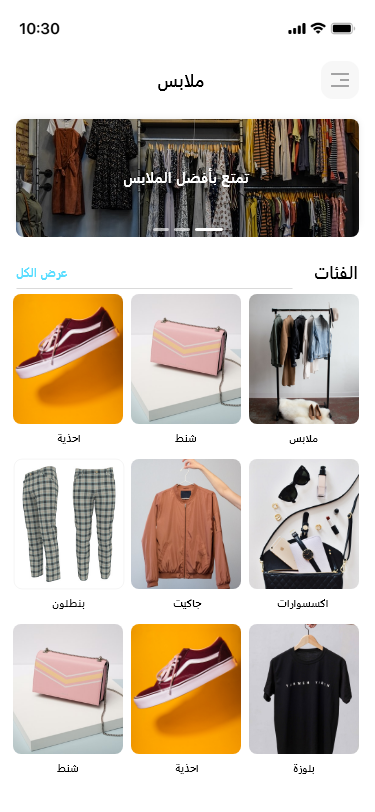 10:30
ملابس
تمتع بأفضل الملابس
الفئات
عرض الكل
ملابس
شنط
احذية
اكسسوارات
جاكيت
بنطلون
بلوزة
احذية
شنط